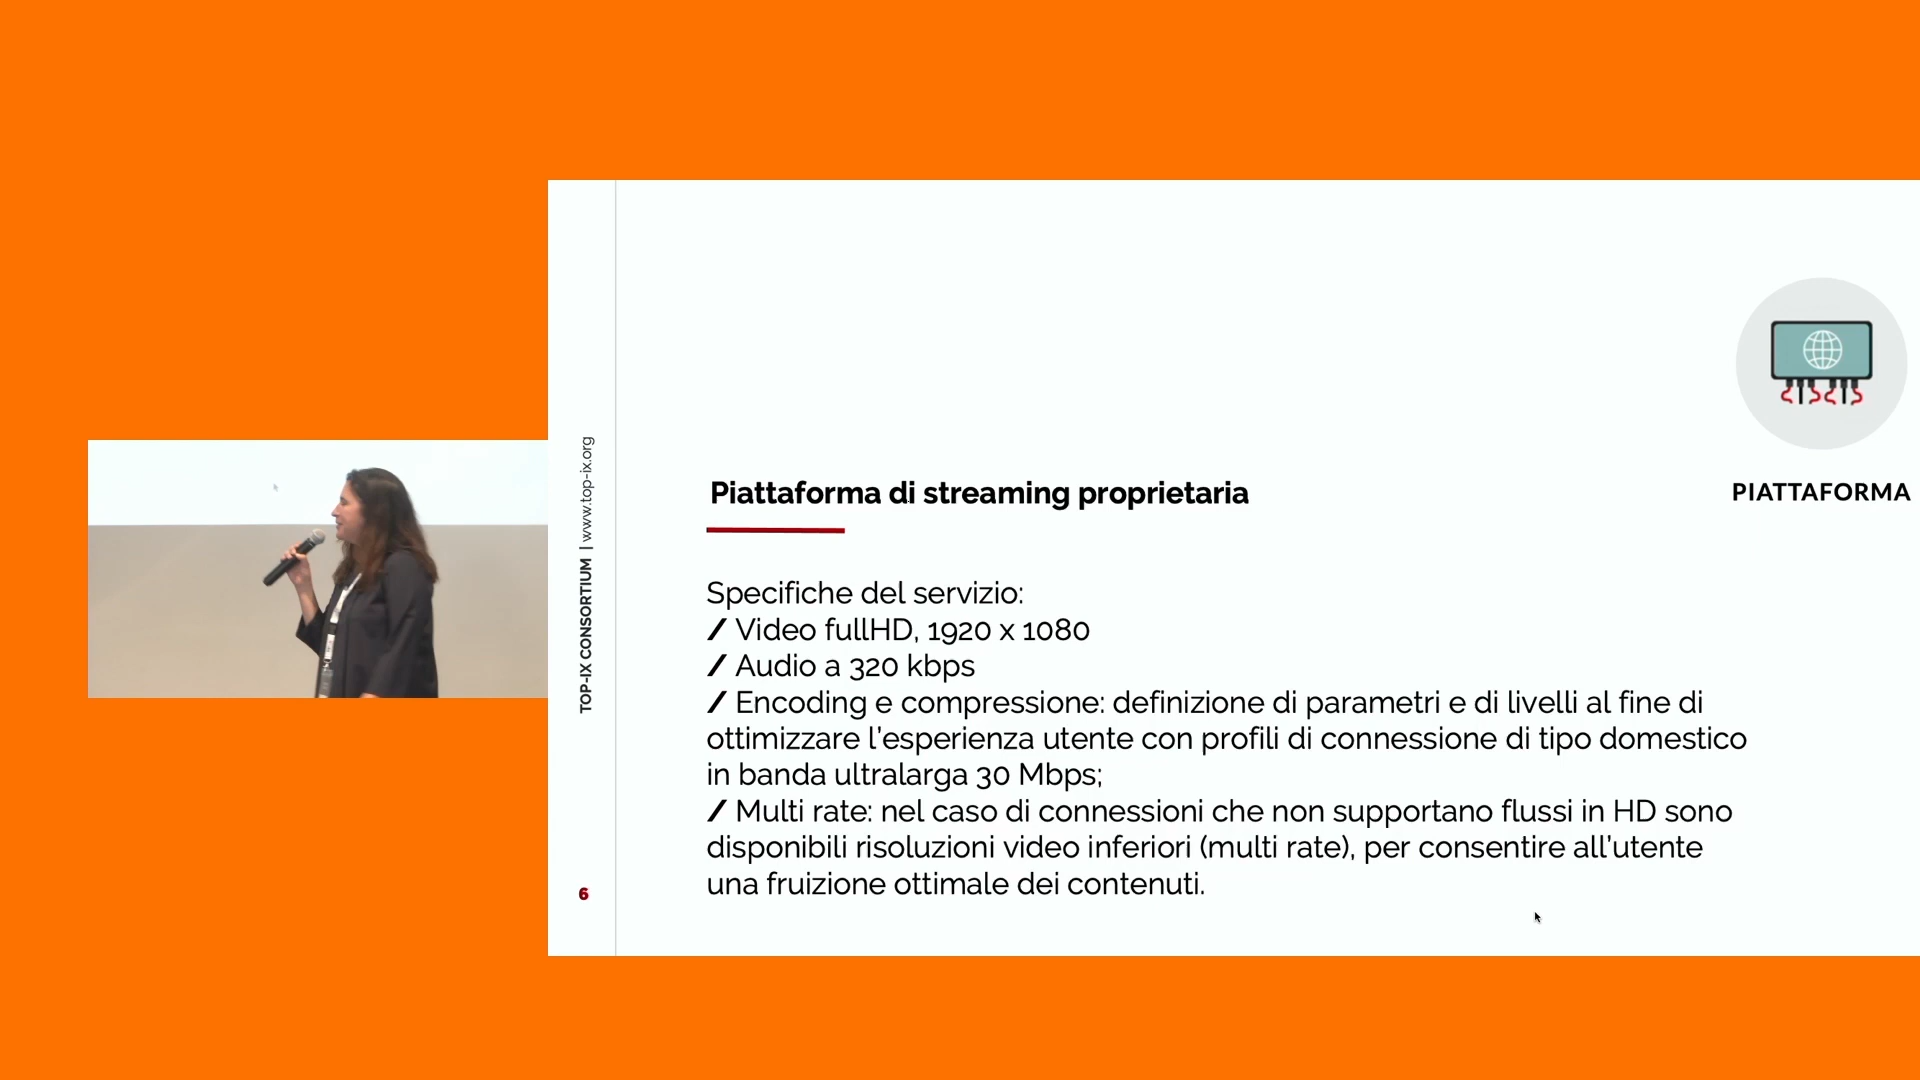 TOP-IX CONSORTIUM | www.top-ix.org
6
PIATTAFORMA
Piattaforma di streaming proprietaria
Specifiche del servizio:
/ Video fullHD, 1920 x 1080
/ Audio a 320 kbps
/ Encoding e compressione: definizione di parametri e di livelli al fine di
ottimizzare l'esperienza utente con profili di connessione di tipo domestico
in banda ultralarga 30 Mbps;
/ Multi rate: nel caso di connessioni che non supportano flussi in HD sono
disponibili risoluzioni video inferiori (multi rate), per consentire all'utente
una fruizione ottimale dei contenuti.